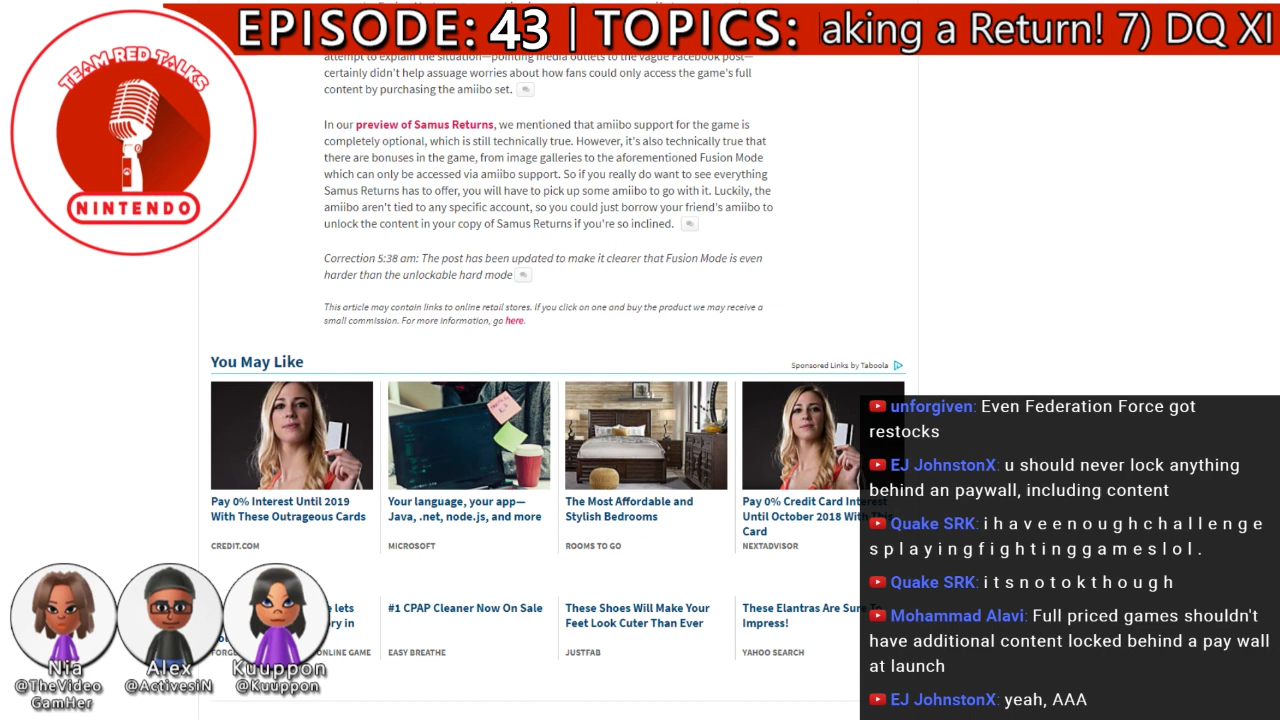 EPISODE: 43 | TOPICS: aking a Return! 7) DQ XI
TEAM RED TALKS
NINTENDO
attempt to explain the situation—pointing media outlets to the vague Facebook post—
certainly didn't help assuage worries about how fans could only access the game's full
content by purchasing the amiibo set.
In our preview of Samus Returns, we mentioned that amiibo support for the game is
completely optional, which is still technically true. However, it's also technically true that
there are bonuses in the game, from image galleries to the aforementioned Fusion Mode
which can only be accessed via amiibo support. So if you really do want to see everything
Samus Returns has to offer, you will have to pick up some amiibo to go with it. Luckily, the
amiibo aren't tied to any specific account, so you could just borrow your friend's amiibo to
unlock the content in your copy of Samus Returns if you're so inclined.
Correction 5:38 am: The post has been updated to make it clearer that Fusion Mode is even
harder than the unlockable hard mode
This article may contain links to online retail stores. If you click on one and buy the product we may receive a
small commission. For more information, go here.
You May Like
Sponsored Links by Taboola
Pay 0% Interest Until 2019
With These Outrageous Cards
CREDIT.COM
Your language, your app—
Java, .net, node.js, and more
MICROSOFT
The Most Affordable and
Stylish Bedrooms
ROOMS TO GO
Pay 0% Credit Card Interest
Until October 2018 With This
Card
NEXTADVISOR
lets
ry in
ONLINE GAME
#1 CPAP Cleaner Now On Sale
EASY BREATHE
These Shoes Will Make Your
Feet Look Cuter Than Ever
JUSTFAB
These Elantras Are Sure To
Impress!
YAHOO SEARCH
Nia
@TheVideo
GamHer
Alex
@ActivesiN
Kuuppon
@Kuuppon
unforgiven: Even Federation Force got
restocks
EJ JohnstonX: u should never lock anything
behind an paywall, including content
Quake SRK: i h a v e e n o u g h c h a l l e n g e
s p l a y i n g f i g h t i n g g a m e s l o l .
Quake SRK: i t s n o t o k t h o u g h
Mohammad Alavi: Full priced games shouldn't
have additional content locked behind a pay wall
at launch
EJ JohnstonX: yeah, AAA